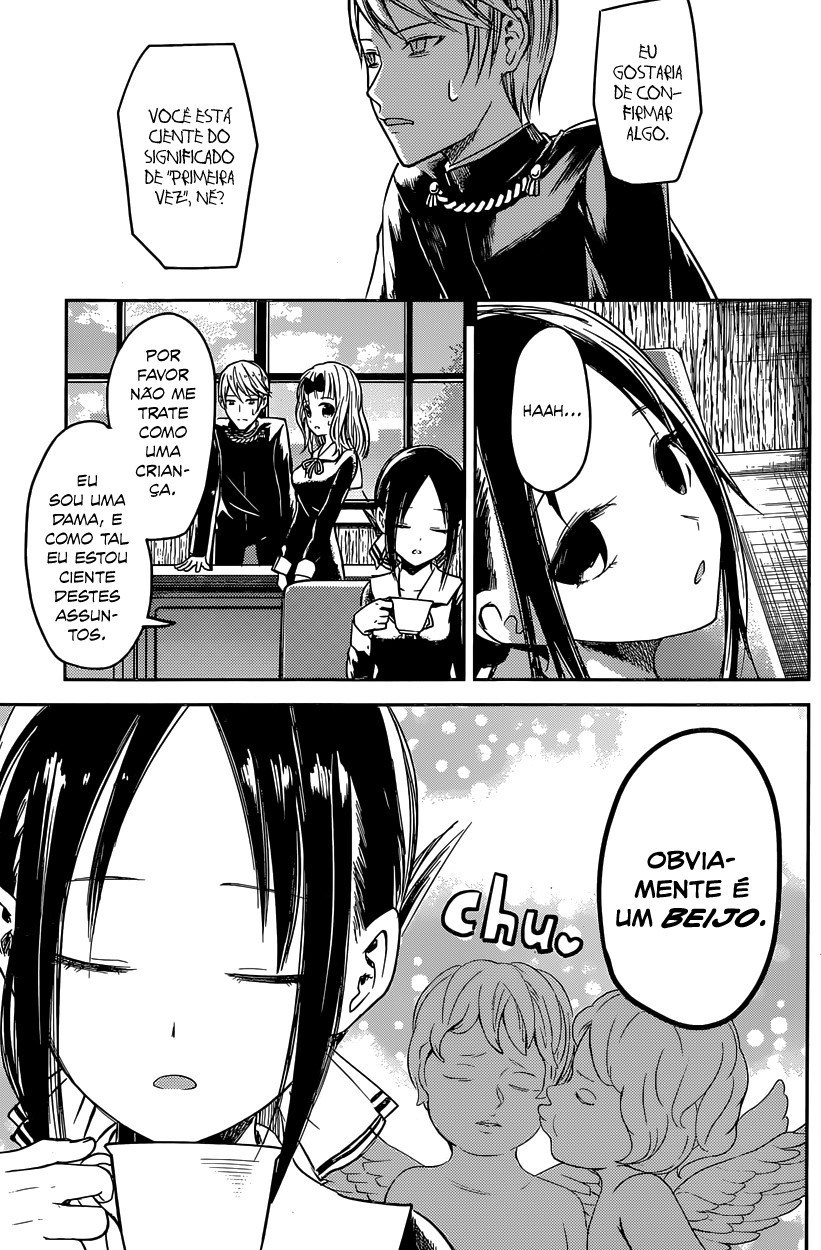 EU
GOSTARIA
DE CON-
FIRMAR
ALGO.
VOCÊ ESTÁ
CIENTE DO
SIGNIFICADO
DE "PRIMEIRA
VEZ", NÉ?
HAAH...
POR
FAVOR
NÃO ME
TRATE
COMO
UMA
CRIAN-
ÇA.
EU
SOU UMA
DAMA, E
COMO TAL
EU ESTOU
CIENTE
DESTES
ASSUN-
TOS.
OBVIA-
MENTE É
UM BEIJO.
chu